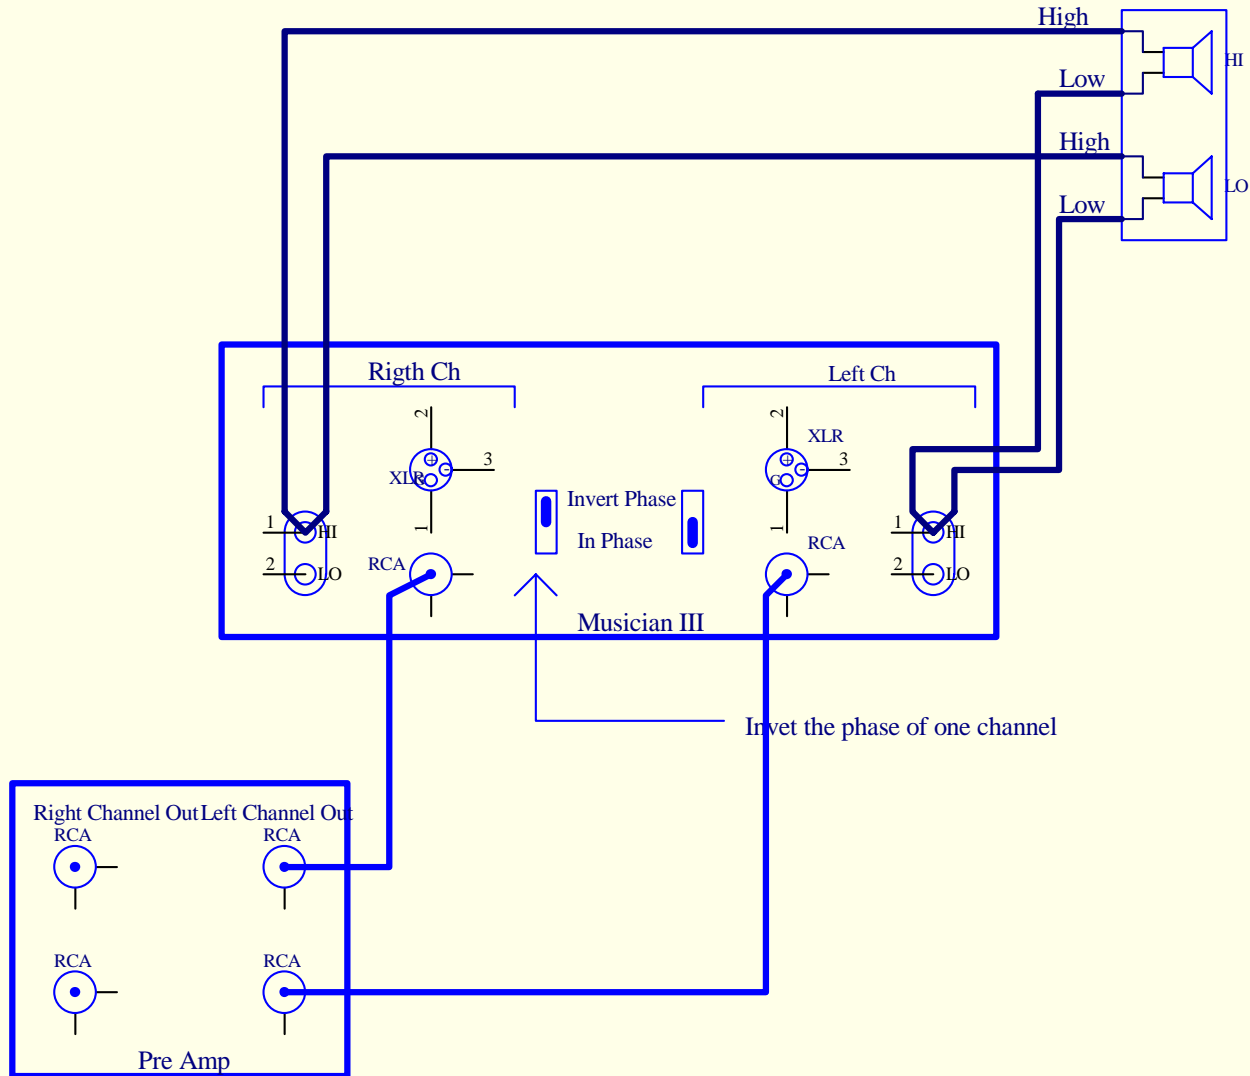 High
HI
Low
High
LO
Low
Rigth Ch
Left Ch
2
2
XLR
3
3
XLR
G
G
Invert Phase
1
HI
1
1
1
HI
In Phase
RCA
RCA
2
LO
2
LO
Musician III
Invet the phase of one channel
Right Channel Out Left Channel Out
RCA
RCA
RCA
RCA
Pre Amp